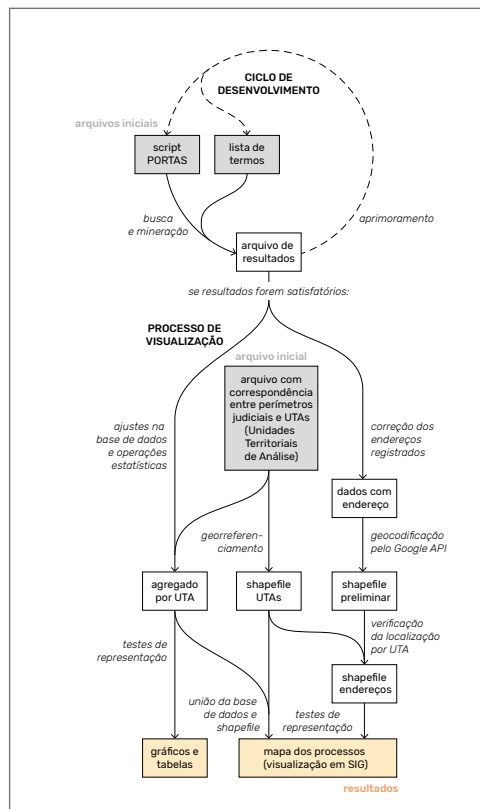 CICLO DE
DESENVOLVIMENTO
arquivos iniciais
script
PORTAS
lista de
termos
busca
e mineração
aprimoramento
arquivo de
resultados
se resultados forem satisfatórios:
PROCESSO DE
VISUALIZAÇÃO
arquivo inicial
arquivo com
correspondência
entre perímetros
judiciais e UTAs
(Unidades
Territoriais
de Análise)
ajustes na
base de dados
e operações
estatísticas
correção dos
endereços
registrados
dados com
endereço
georreferen-
ciamento
geocodificação
pelo Google API
agregado
por UTA
shapefile
UTAs
shapefile
preliminar
testes de
representação
verificação
da localização
por UTA
shapefile
endereços
união da base
de dados e
shapefile
testes de
representação
gráficos e
tabelas
mapa dos processos
(visualização em SIG)
resultados